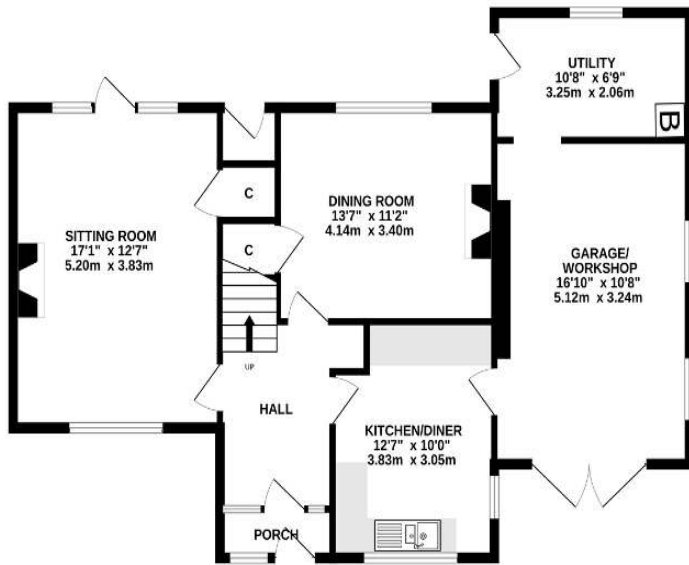 UTILITY
10'8" x 6'9"
3.25m x 2.06m
B
C
DINING ROOM
13'7" x 11'2"
4.14m x 3.40m
SITTING ROOM
17'1" x 12'7"
5.20m x 3.83m
C
GARAGE/
WORKSHOP
16'10" x 10'8"
5.12m x 3.24m
UP
HALL
KITCHEN/DINER
12'7" x 10'0"
3.83m x 3.05m
PORCH